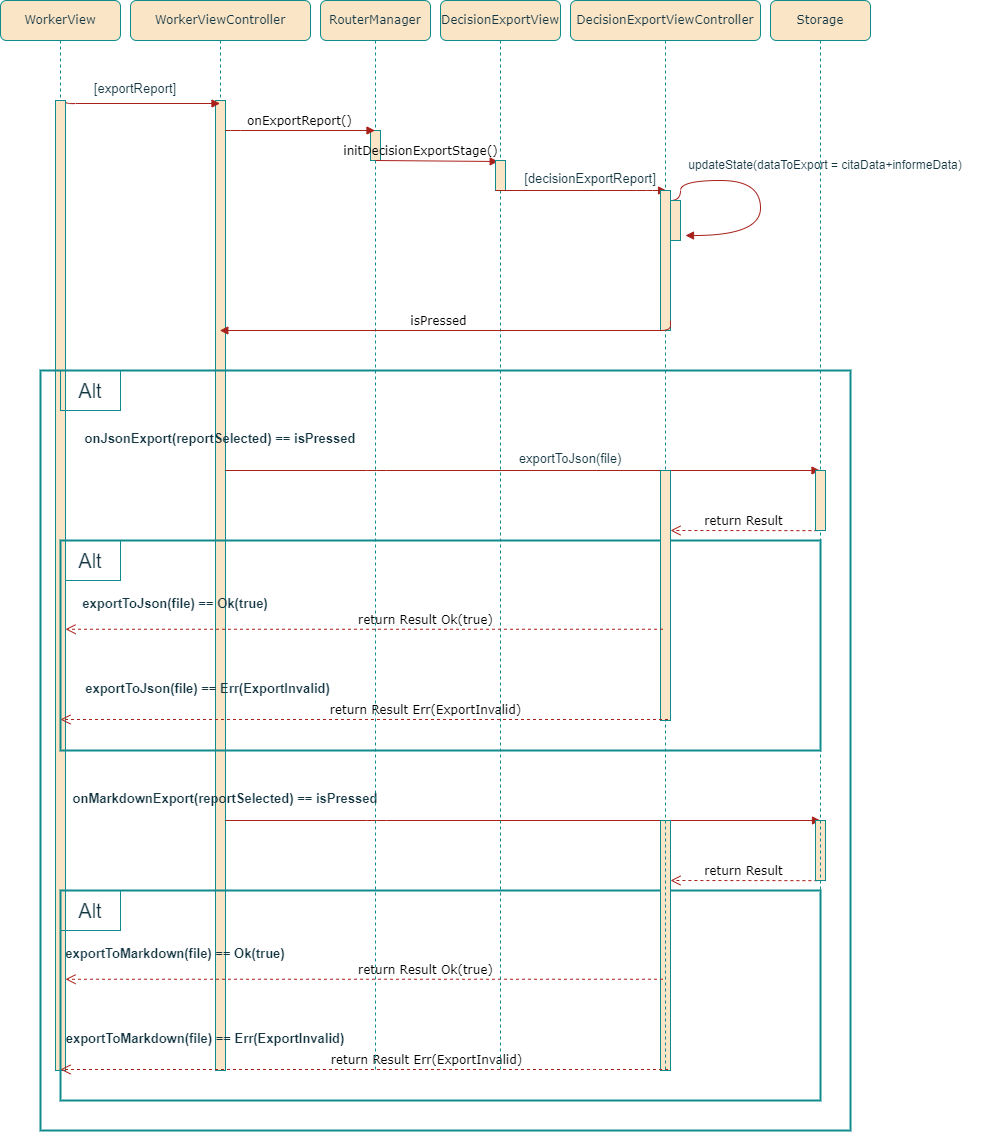 WorkerView
WorkerViewController
RouterManager
DecisionExportView
DecisionExportViewController
Storage
[exportReport]
onExportReport()
initDecisionExportStage()
updateState(dataToExport = citaData+informeData)
[decisionExportReport]
isPressed
Alt
onJsonExport(reportSelected) == isPressed
exportToJson(file)
return Result
Alt
exportToJson(file) == Ok(true)
return Result Ok(true)
exportToJson(file) == Err(ExportInvalid)
return Result Err(ExportInvalid)
onMarkdownExport(reportSelected) == isPressed
return Result
Alt
exportToMarkdown(file) == Ok(true)
return Result Ok(true)
exportToMarkdown(file) == Err(ExportInvalid)
return Result Err(ExportInvalid)